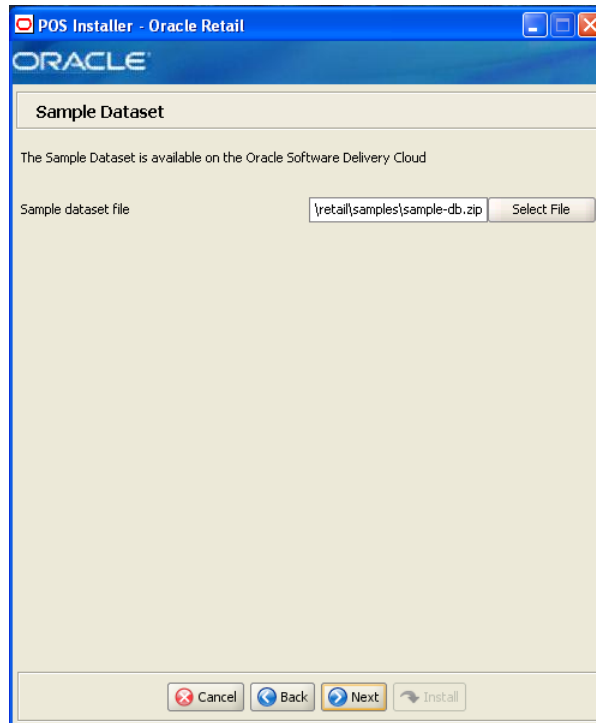 POS Installer - Oracle Retail
ORACLE
Sample Dataset
The Sample Dataset is available on the Oracle Software Delivery Cloud
Sample dataset file \retail\samples\sample-db.zip Select File
Cancel Back Next Install